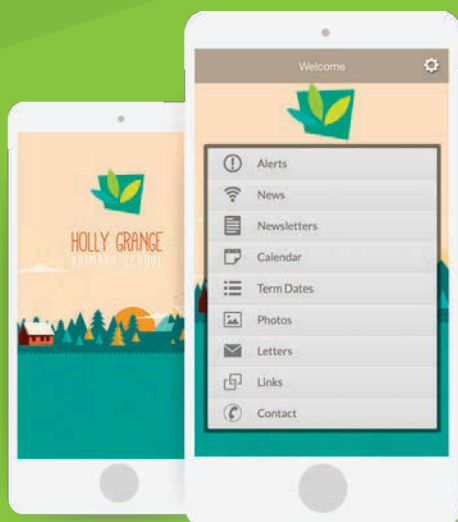 HOLLY GRANGE
PRIMARY SCHOOL
Welcome
Alerts
News
Newsletters
Calendar
Term Dates
Photos
Letters
Links
Contact